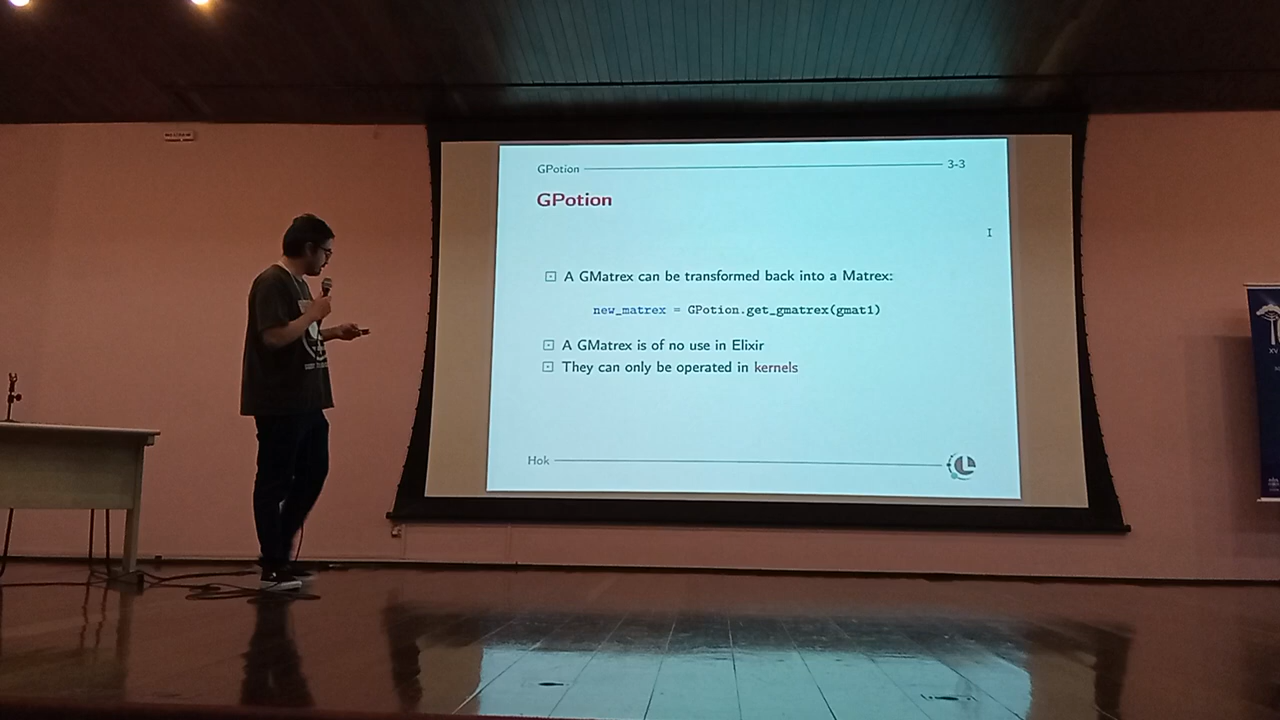 GPotion 3-3
GPotion
A GMatrex can be transformed back into a Matrex:
new_matrex = GPotion.get_gmatrex(gmat1)
A GMatrex is of no use in Elixir
They can only be operated in kernels
Hok
XV